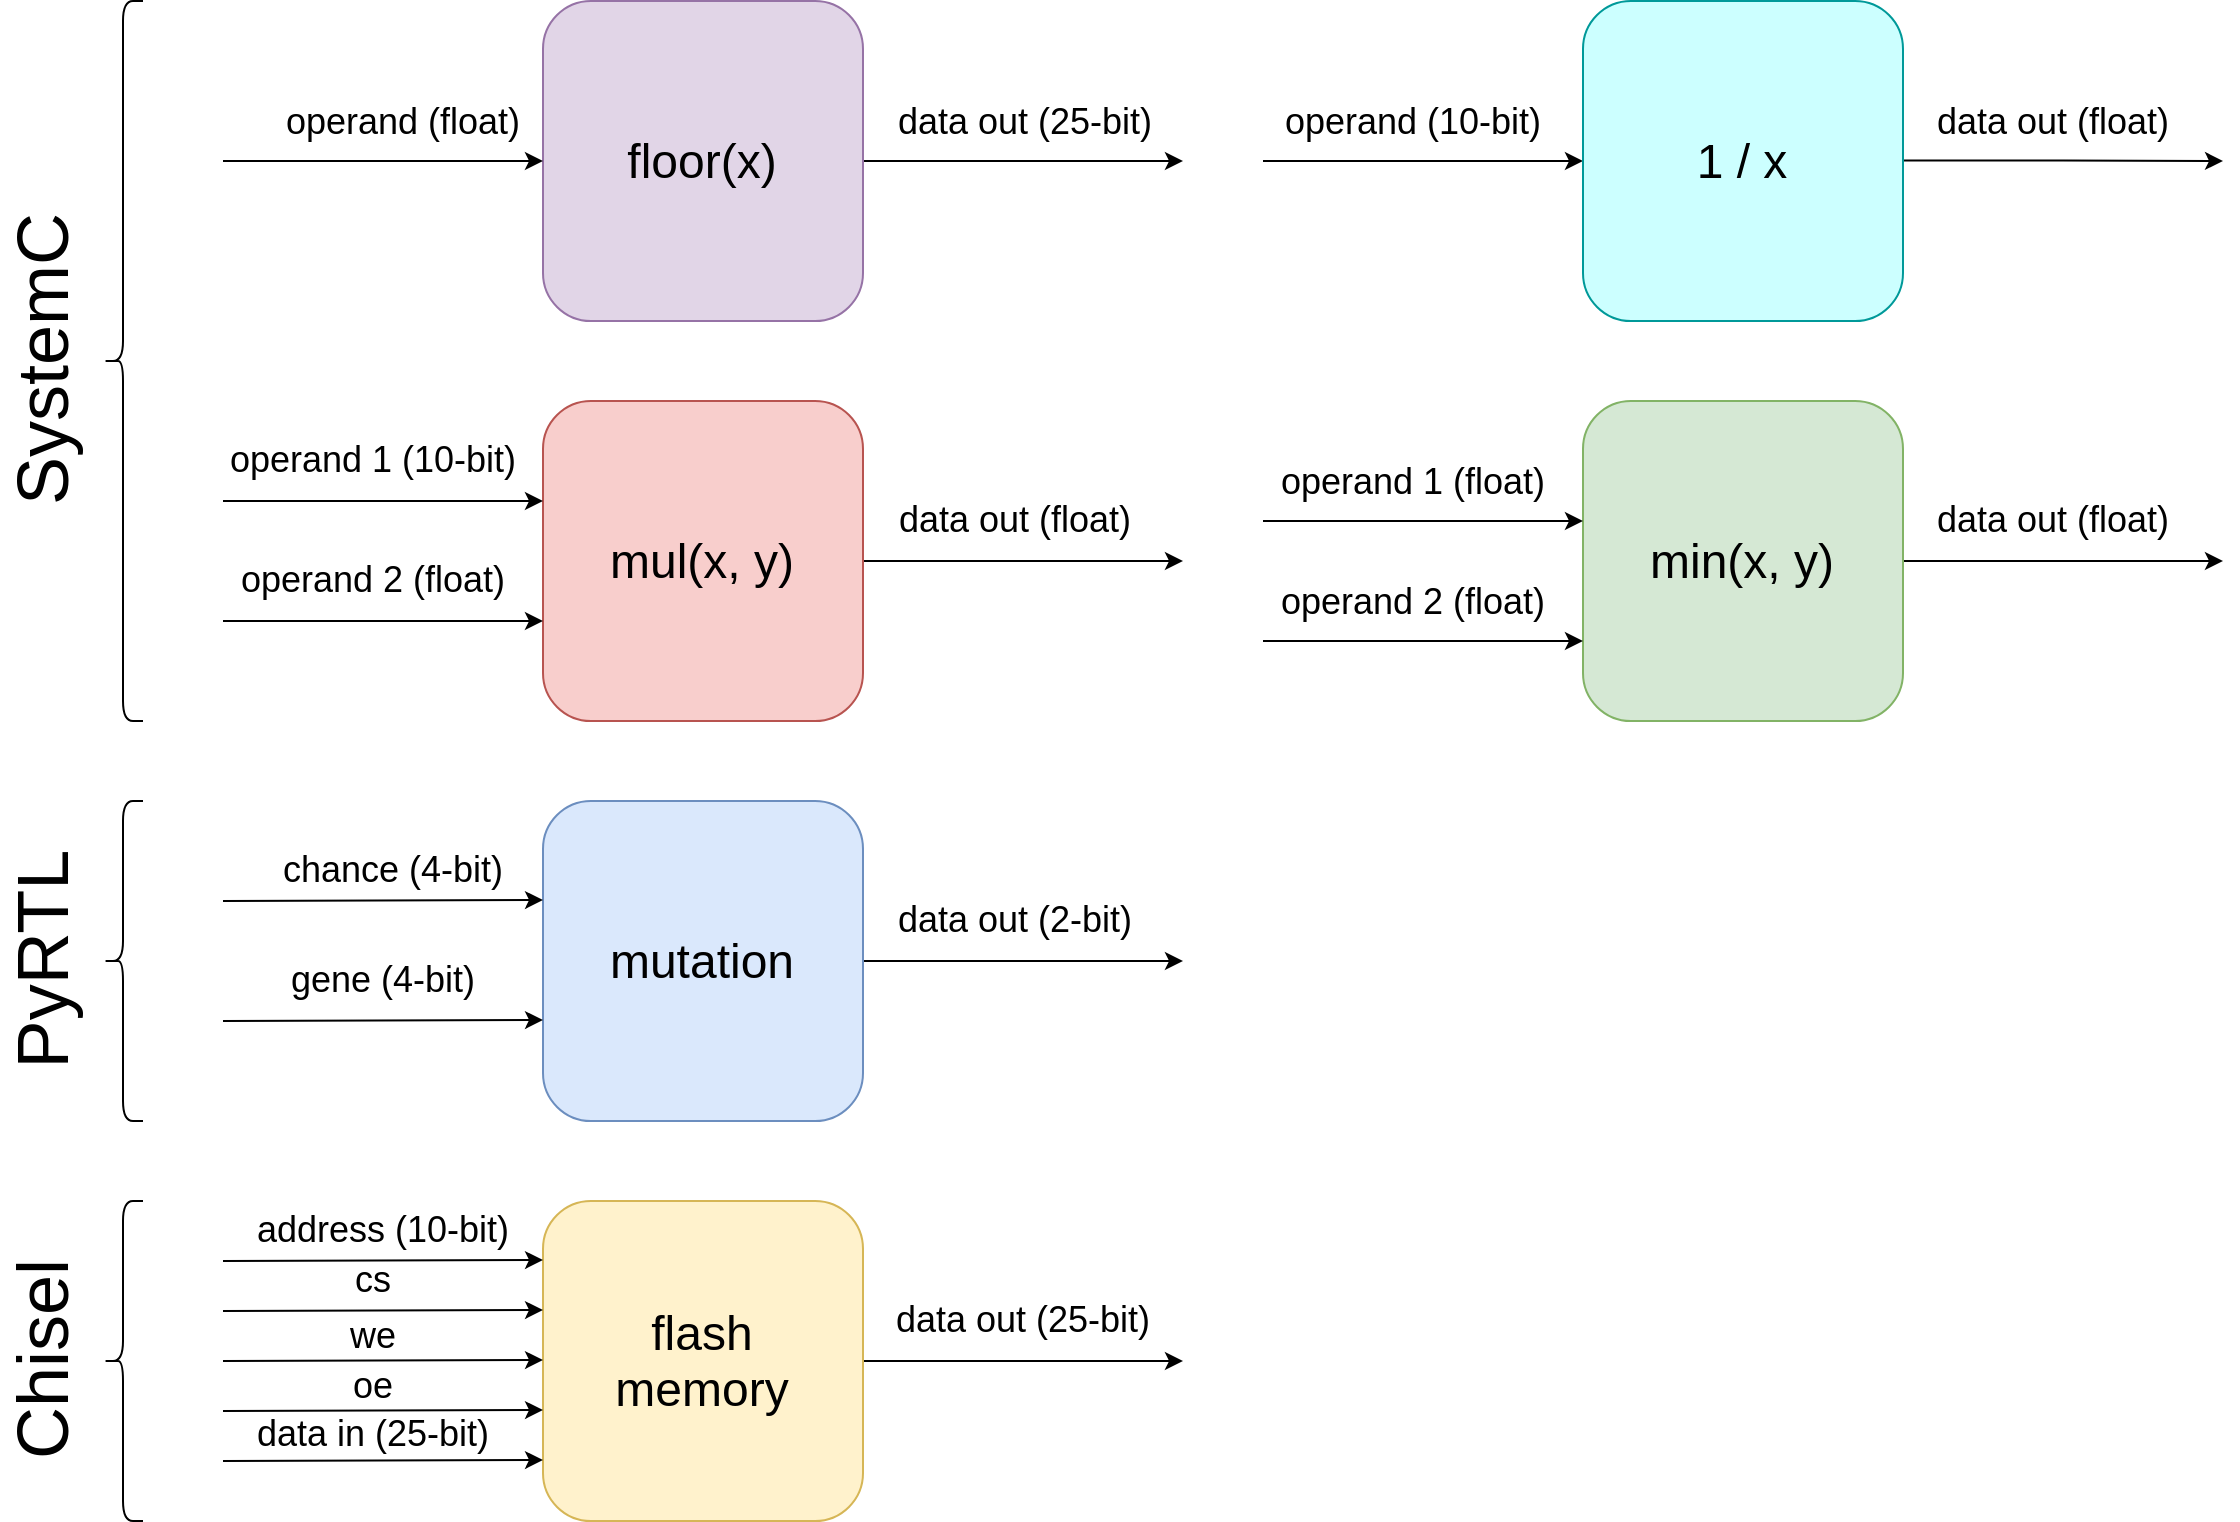 SystemC
operand (float)
floor(x)
data out (25-bit)
operand (10-bit)
1 / x
data out (float)
operand 1 (10-bit)
operand 2 (float)
mul(x, y)
data out (float)
operand 1 (float)
operand 2 (float)
min(x, y)
data out (float)
PyRTL
chance (4-bit)
gene (4-bit)
mutation
data out (2-bit)
Chisel
address (10-bit)
cs
we
oe
data in (25-bit)
flash
memory
data out (25-bit)